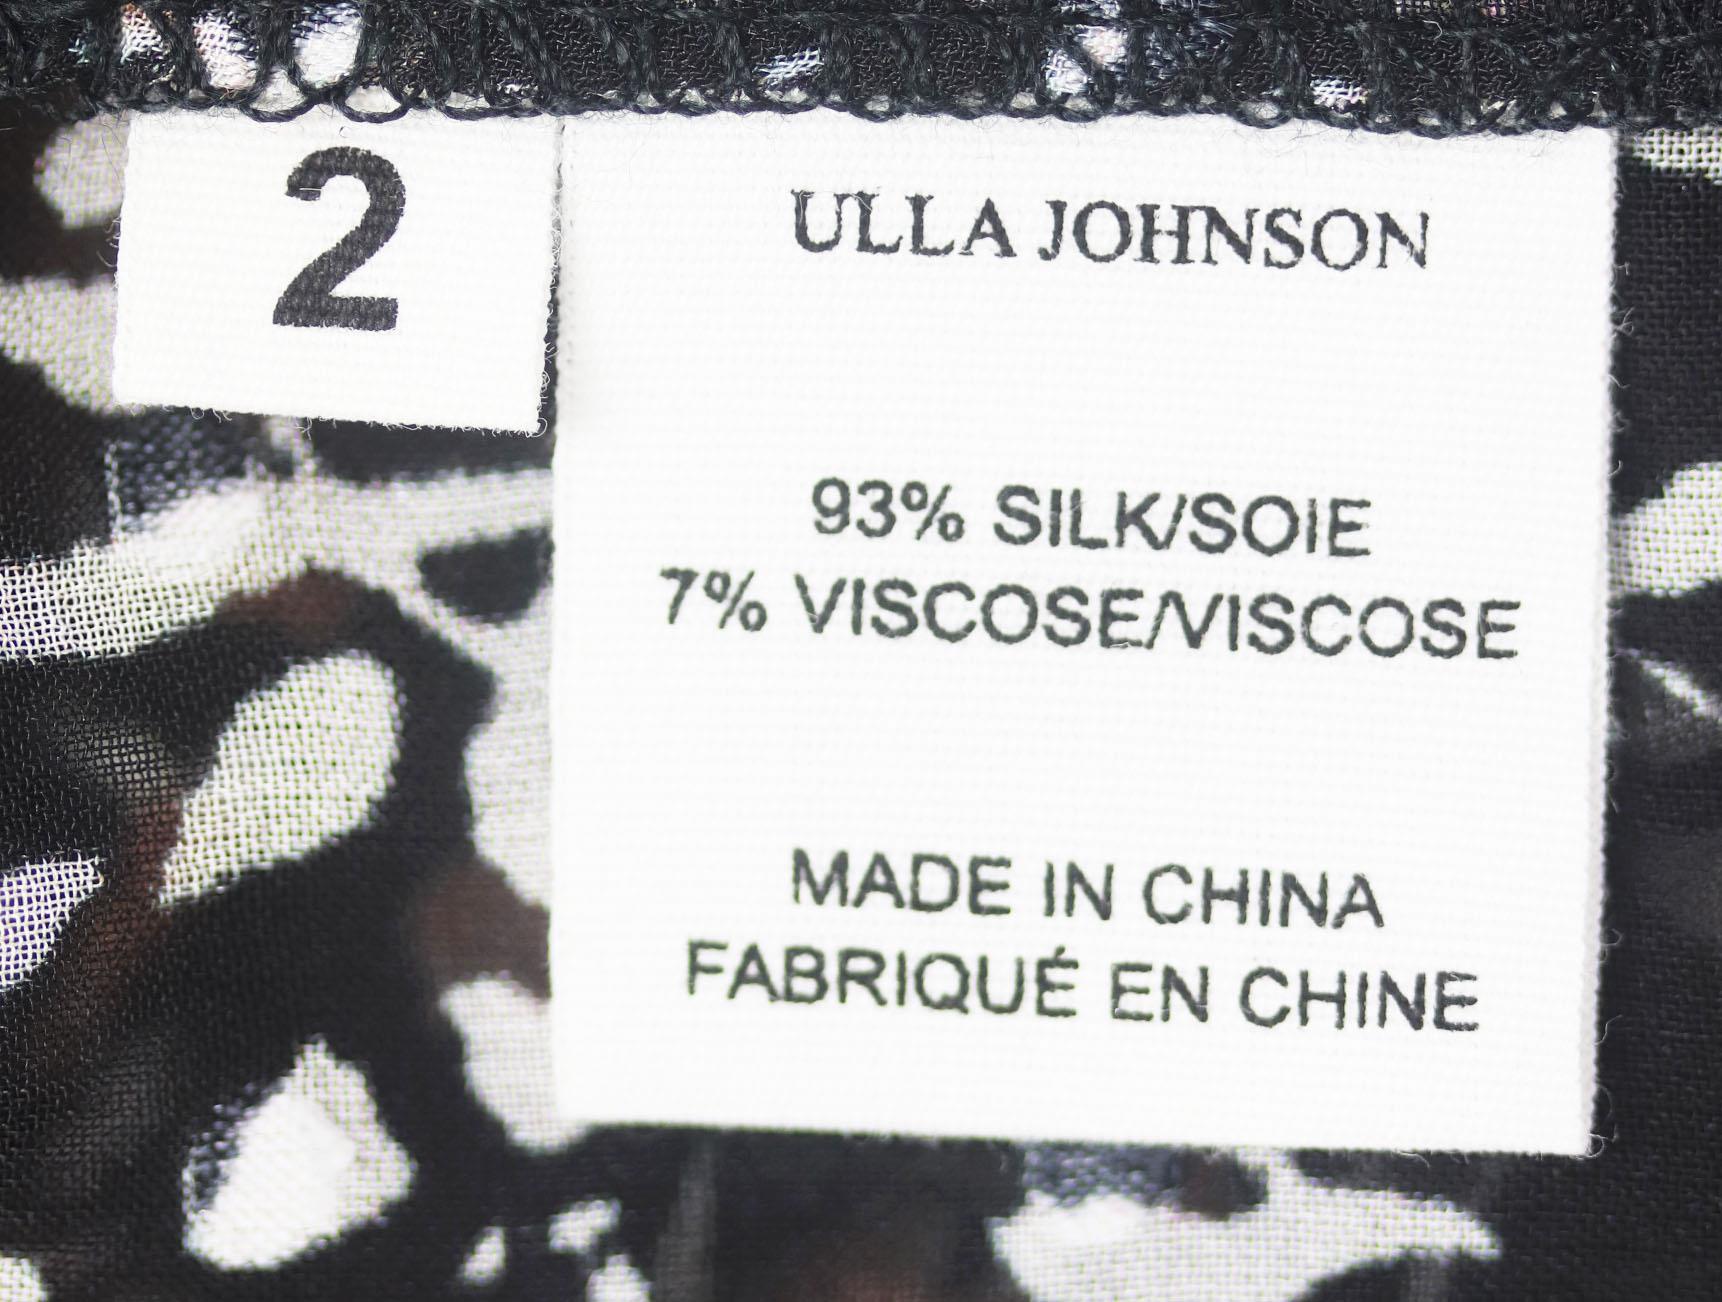 2
ULLA JOHNSON
93% SILK/SOIE
7% VISCOSE/VISCOSE
MADE IN CHINA
FABRIQUÉ EN CHINE